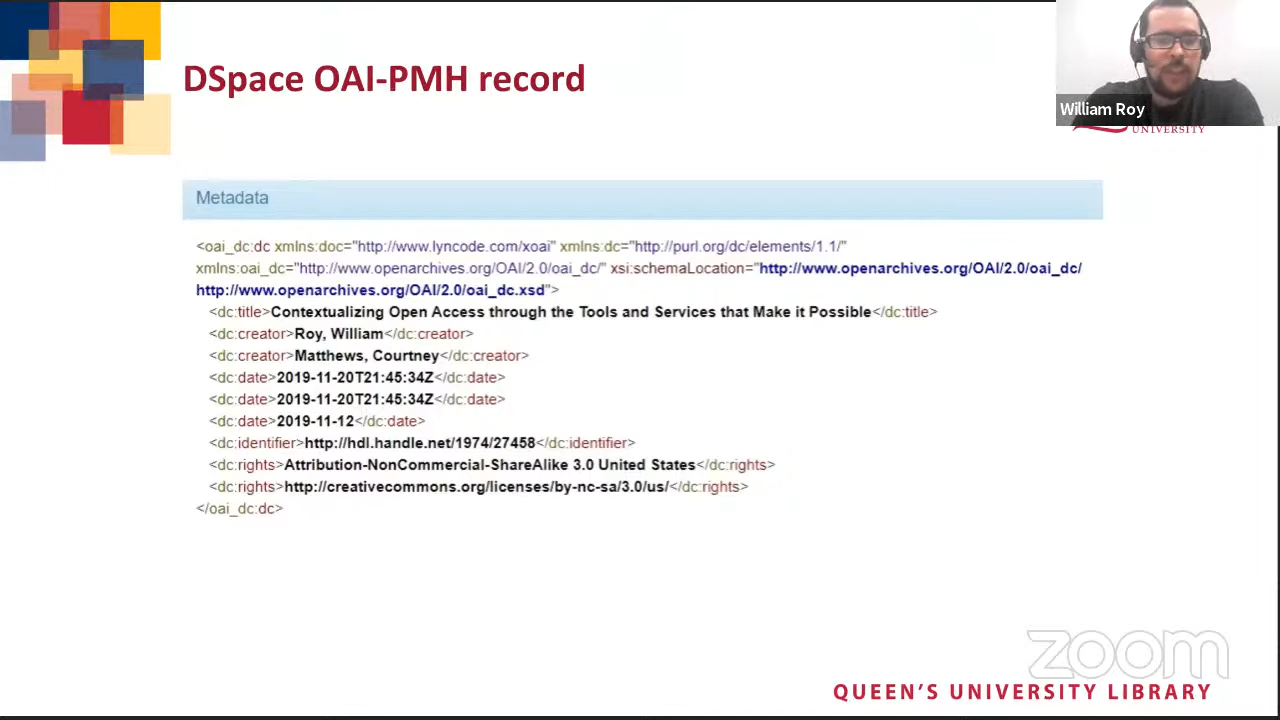 DSpace OAI-PMH record
William Roy
UNIVERSITY
Metadata
<oai_dc:dc xmlns:doc="http://www.lyncode.com/xoai" xmlns:dc="http://purl.org/dc/elements/1.1/"
xmlns:oai_dc="http://www.openarchives.org/OAI/2.0/oai_dc/" xsi:schemaLocation="http://www.openarchives.org/OAI/2.0/oai_dc/
http://www.openarchives.org/OAI/2.0/oai_dc.xsd">
<dc:title>Contextualizing Open Access through the Tools and Services that Make it Possible</dc:title>
<dc:creator>Roy, William</dc:creator>
<dc:creator>Matthews, Courtney</dc:creator>
<dc:date>2019-11-20T21:45:34Z</dc:date>
<dc:date>2019-11-20T21:45:34Z</dc:date>
<dc:date>2019-11-12</dc:date>
<dc:identifier>http://hdl.handle.net/1974/27458</dc:identifier>
<dc:rights>Attribution-NonCommercial-ShareAlike 3.0 United States</dc:rights>
<dc:rights>http://creativecommons.org/licenses/by-nc-sa/3.0/us/</dc:rights>
</oai_dc:dc>
zoom
QUEEN'S UNIVERSITY LIBRARY